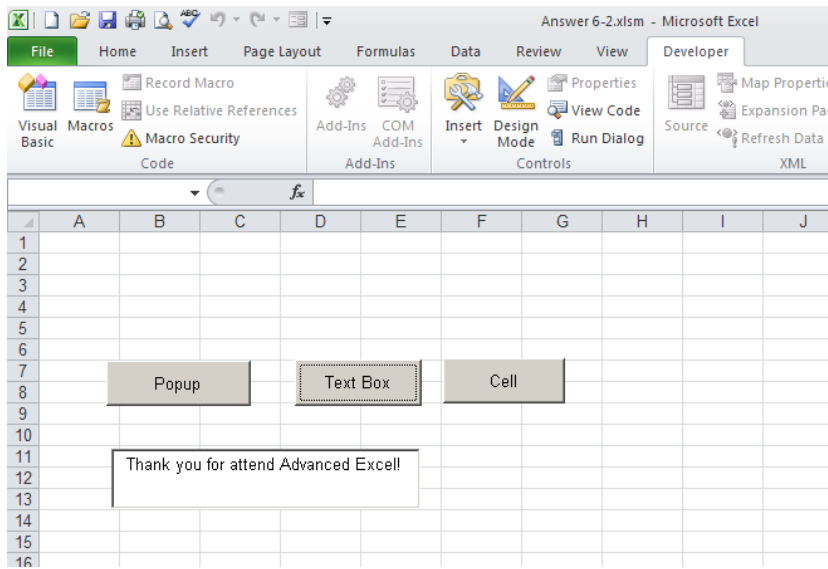 Answer 6-2.xlsm - Microsoft Excel
File Home Insert Page Layout Formulas Data Review View Developer
Visual Basic
Macros
Record Macro
Use Relative References
Macro Security
Code
Add-Ins
COM Add-Ins
Add-Ins
Insert
Design Mode
Properties
View Code
Run Dialog
Controls
Source
Map Properti
Expansion Pa
Refresh Data
XML
fx
A B C D E F G H I J
1
2
3
4
5
6
7
8
9
10
11
12
13
14
15
16
Popup Text Box Cell
Thank you for attend Advanced Excel!